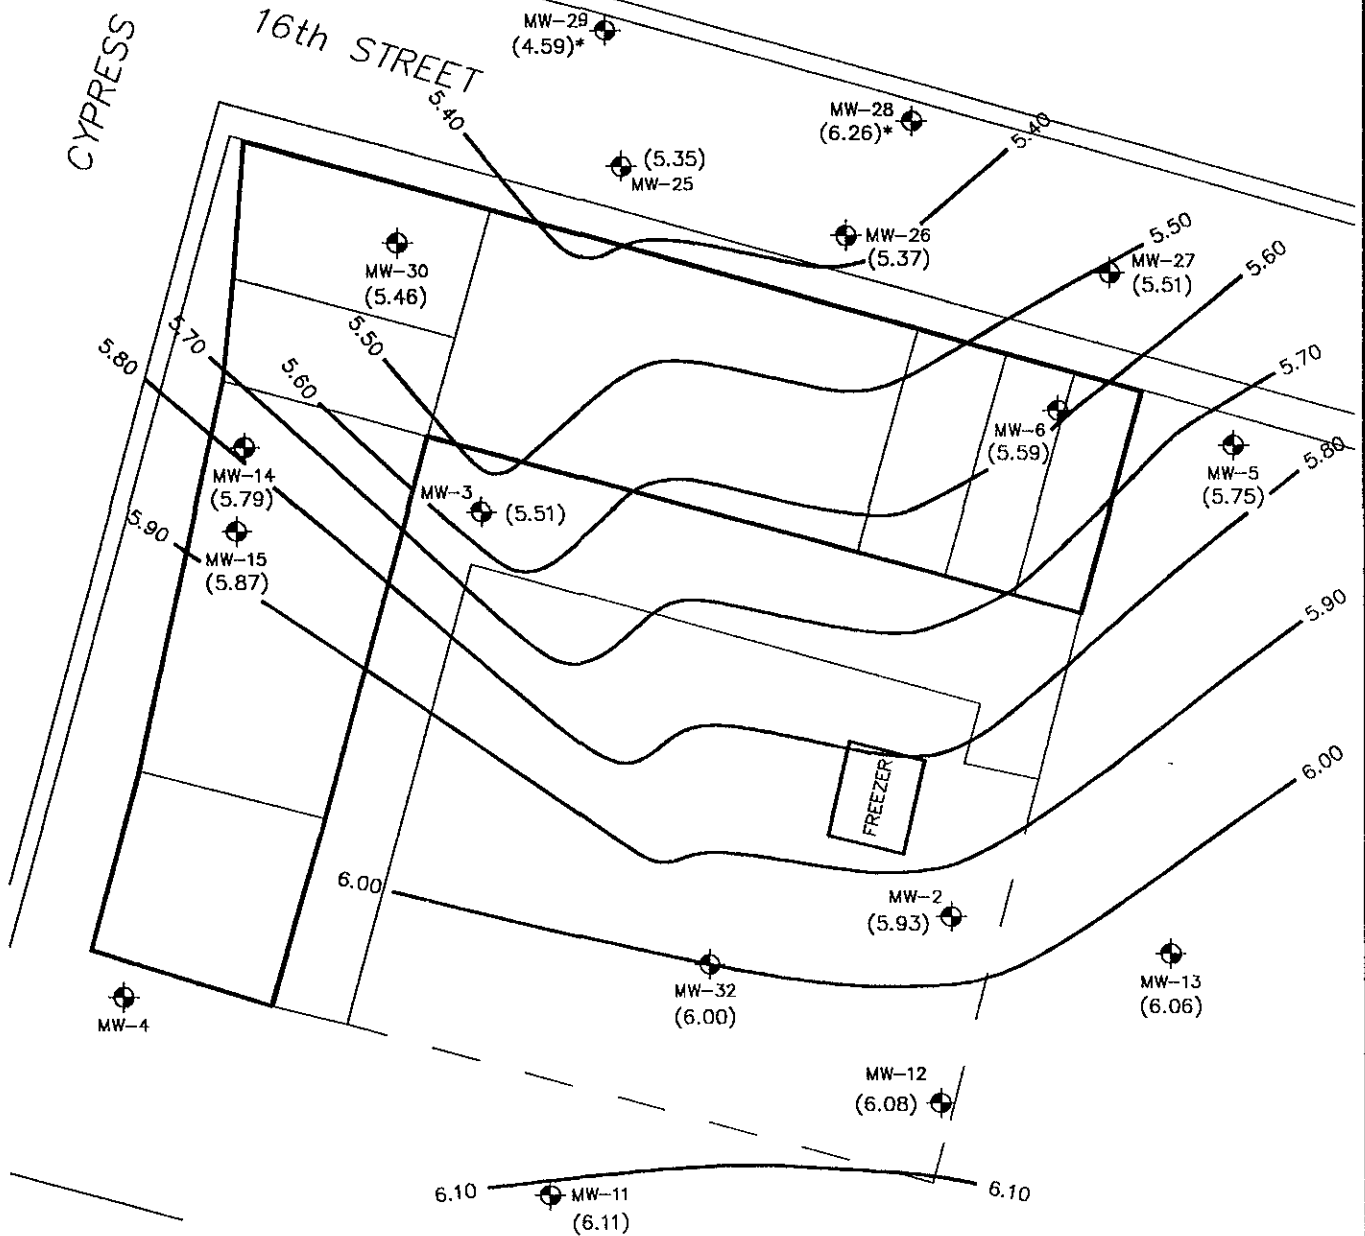 CYPRESS
16th STREET
MW-29
(4.59)*
5.40
MW-28
(6.26)*
5.40
(5.35)
MW-25
MW-26
(5.37)
5.50
MW-27
(5.51)
5.60
MW-30
(5.46)
5.80
5.70
5.60
5.50
5.70
MW-6
(5.59)
MW-5
(5.75)
5.80
MW-14
(5.79)
MW-3
(5.51)
5.90
MW-15
(5.87)
5.90
FREEZER
6.00
6.00
MW-2
(5.93)
MW-32
(6.00)
MW-13
(6.06)
MW-4
MW-12
(6.08)
6.10
MW-11
(6.11)
6.10